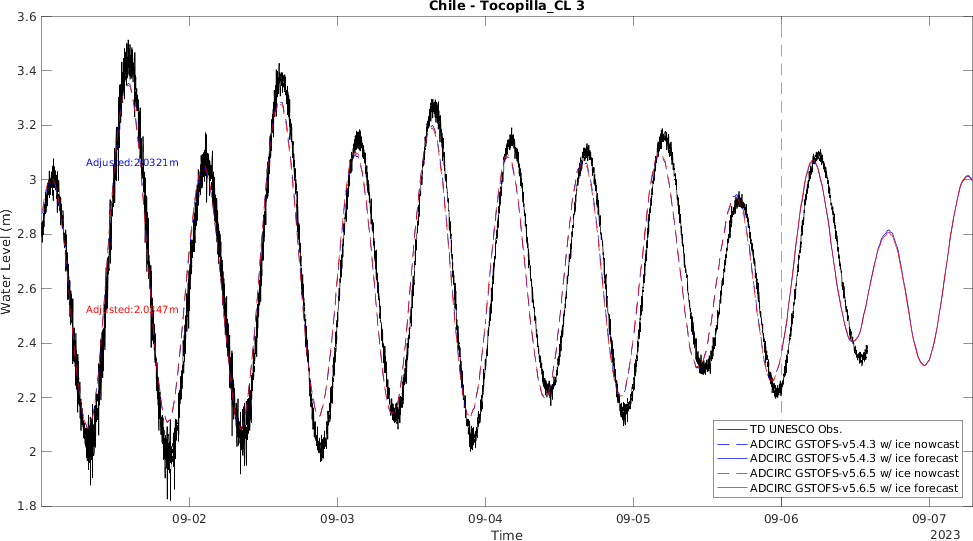 Chile - Tocopilla_CL 3
3.6
3.4
3.2
3
2.8
2.6
2.4
2.2
2
1.8
Water Level (m)
Adjusted:2.0321m
Adjusted:2.0347m
TD UNESCO Obs.
ADCIRC GSTOFS-v5.4.3 w/ ice nowcast
ADCIRC GSTOFS-v5.4.3 w/ ice forecast
ADCIRC GSTOFS-v5.6.5 w/ ice nowcast
ADCIRC GSTOFS-v5.6.5 w/ ice forecast
09-02 09-03 09-04 09-05 09-06 09-07
Time
2023